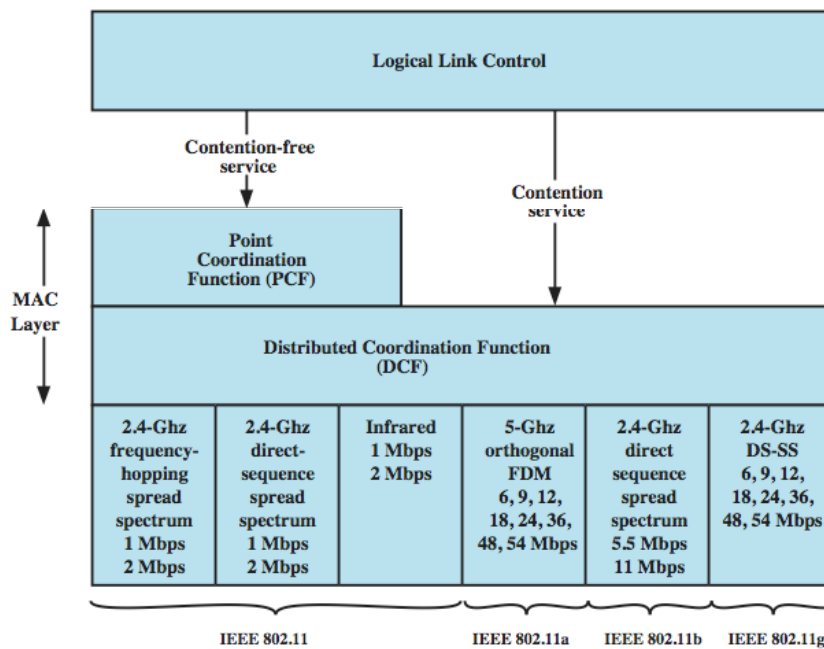 Logical Link Control
Contention-free
service
Contention
service
Point
Coordination
Function (PCF)
MAC
Layer
Distributed Coordination Function
(DCF)
2.4-Ghz
frequency-
hopping
spread
spectrum
1 Mbps
2 Mbps
2.4-Ghz
direct-
sequence
spread
spectrum
1 Mbps
2 Mbps
Infrared
1 Mbps
2 Mbps
5-Ghz
orthogonal
FDM
6, 9, 12,
18, 24, 36,
48, 54 Mbps
2.4-Ghz
direct
sequence
spread
spectrum
5.5 Mbps
11 Mbps
2.4-Ghz
DS-SS
6, 9, 12,
18, 24, 36,
48, 54 Mbps
IEEE 802.11
IEEE 802.11a
IEEE 802.11b
IEEE 802.11g